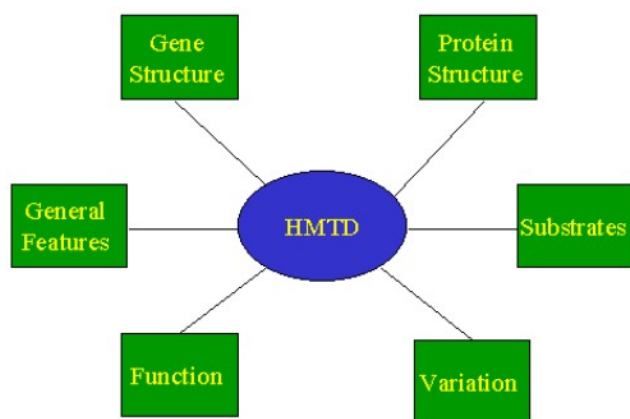 Gene
Structure
Protein
Structure
General
Features
HMTD
Substrates
Function
Variation